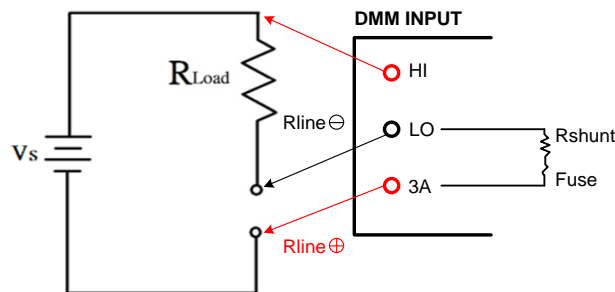 DMM INPUT
HI
RLoad
Rline⊖
LO
Rshunt
Vs
3A
Fuse
Rline⊕